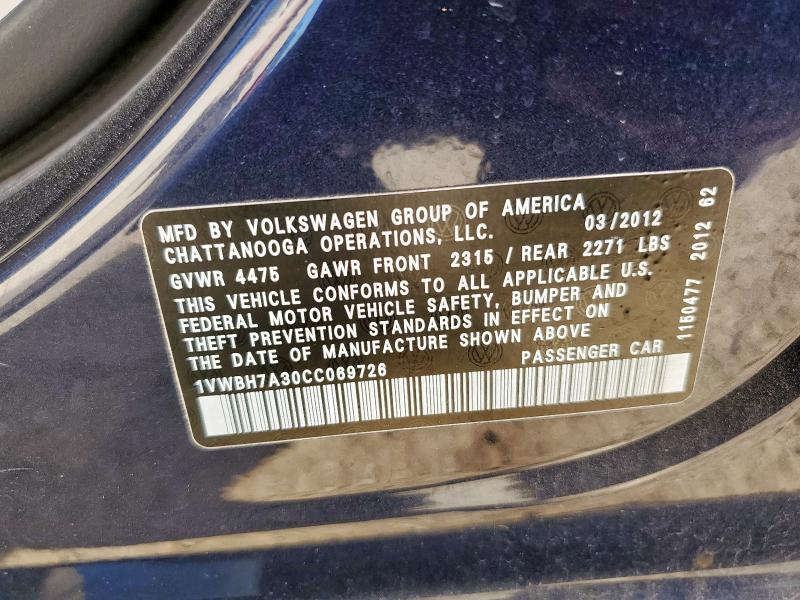 MFD BY VOLKSWAGEN GROUP OF AMERICA
CHATTANOOGA OPERATIONS, LLC. 03/2012
GVWR 4475 GAWR FRONT 2315 / REAR 2271 LBS
THIS VEHICLE CONFORMS TO ALL APPLICABLE U.S.
FEDERAL MOTOR VEHICLE SAFETY, BUMPER AND
THEFT PREVENTION STANDARDS IN EFFECT ON
THE DATE OF MANUFACTURE SHOWN ABOVE
1VWBH7A30CC069726 PASSENGER CAR
1150477 2012 62